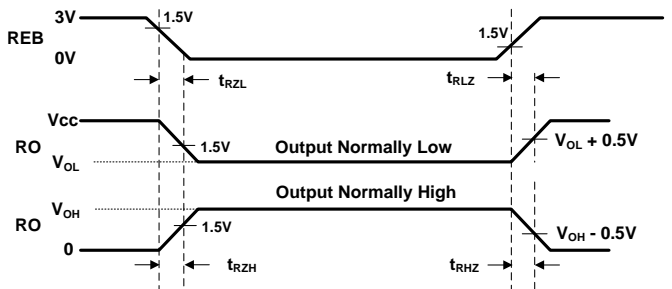 3V
1.5V
REB
1.5V
0V
tRZL
tRLZ
Vcc
RO
1.5V
Output Normally Low
VOL + 0.5V
VOL
Output Normally High
VOH
RO
1.5V
VOH - 0.5V
0
tRZH
tRHZ